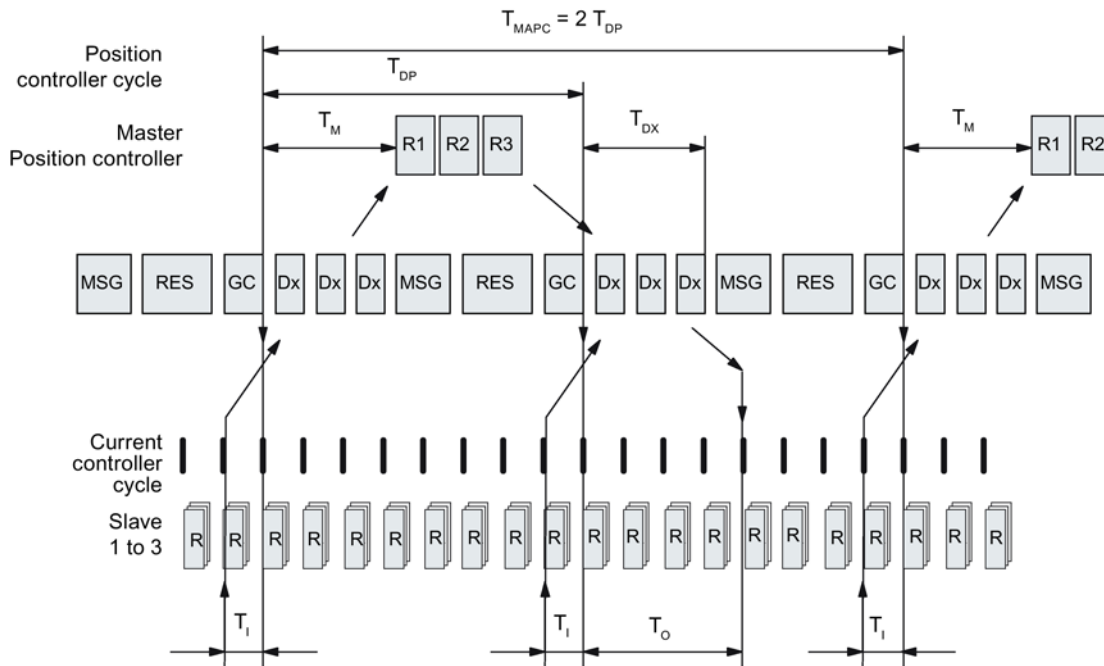 T_MAPC = 2 T_DP
Position
controller cycle
T_DP
Master
Position controller
T_M
R1 R2 R3
T_DX
T_M
R1 R2
MSG RES GC Dx Dx Dx MSG RES GC Dx Dx Dx MSG RES GC Dx Dx Dx MSG
Current
controller
cycle
Slave
1 to 3
R R R R R R R R R R R R R R R R R R R R R
T_I T_I T_O T_I